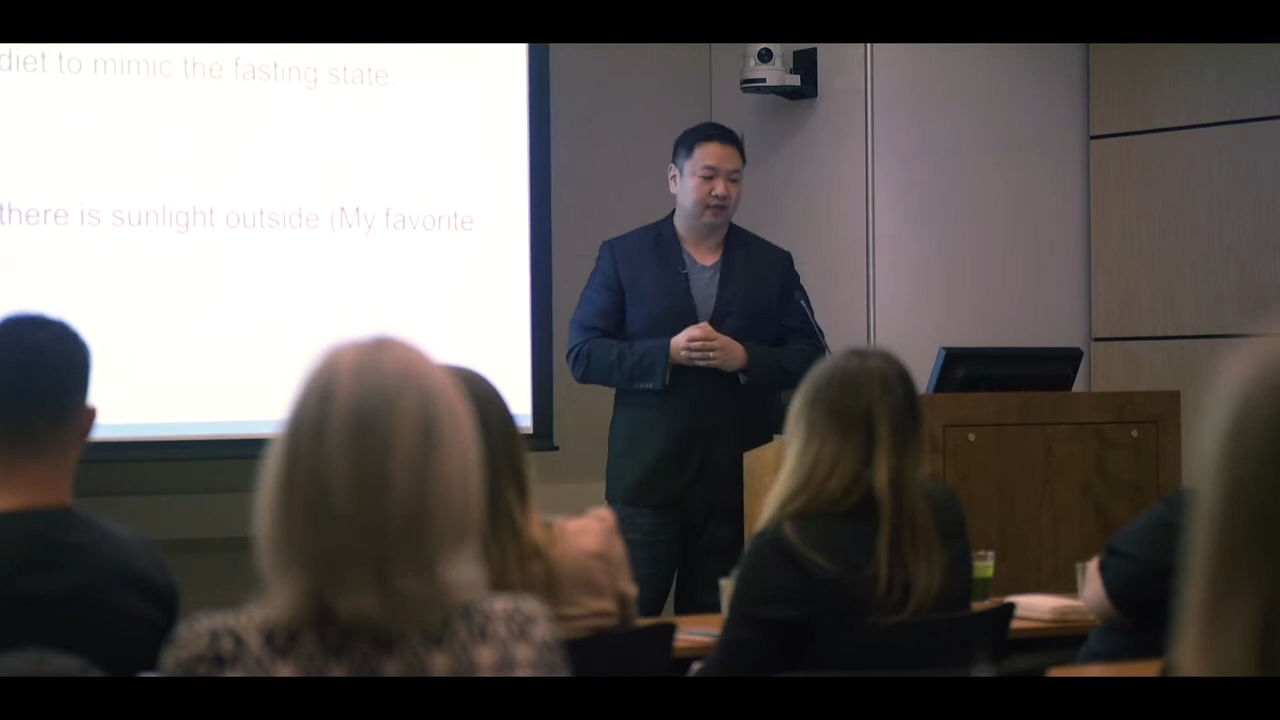 diet to mimic the fasting state.
there is sunlight outside (My favorite